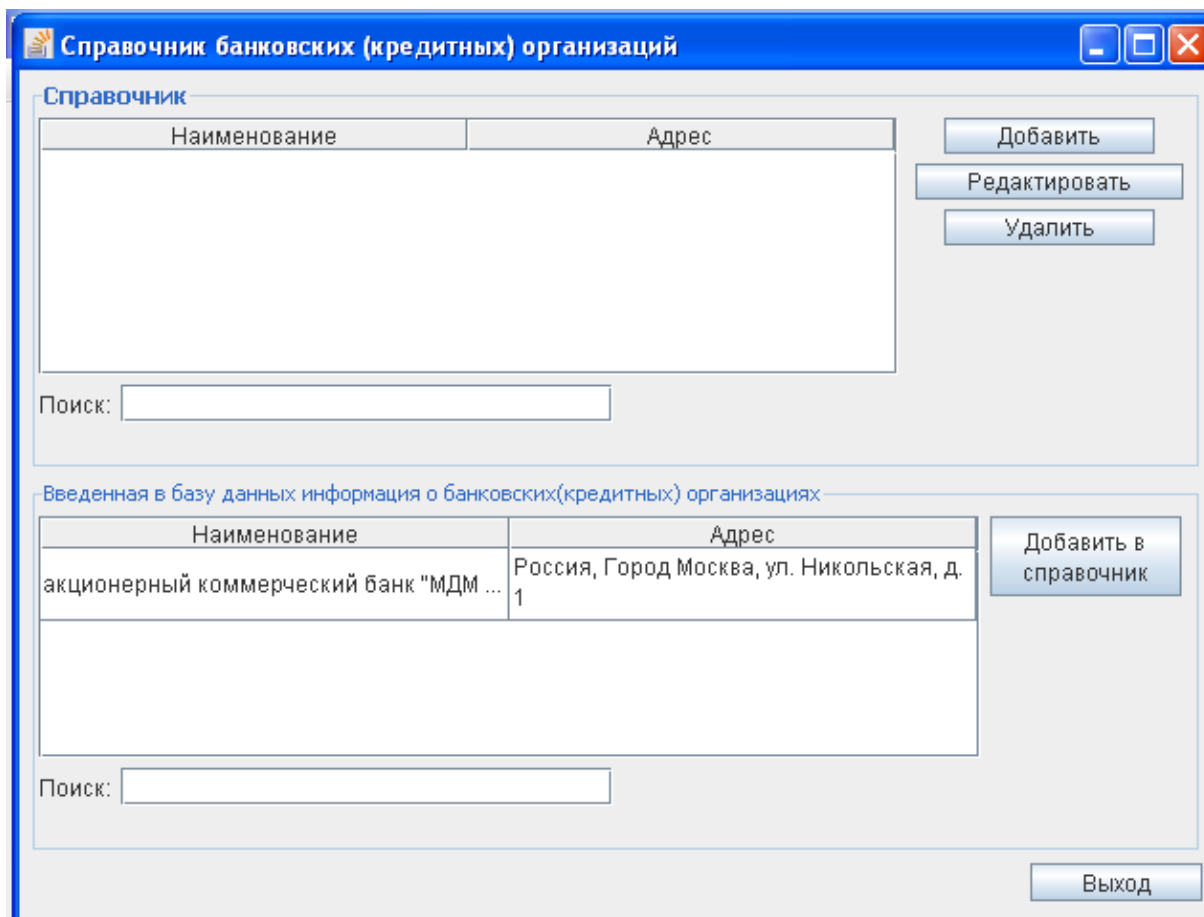 Справочник банковских (кредитных) организаций
Справочник
Наименование Адрес
Добавить
Редактировать
Удалить
Поиск:
Введенная в базу данных информация о банковских(кредитных) организациях
Наименование Адрес
акционерный коммерческий банк "МДМ ... Россия, Город Москва, ул. Никольская, д.
1
Добавить в
справочник
Поиск:
Выход